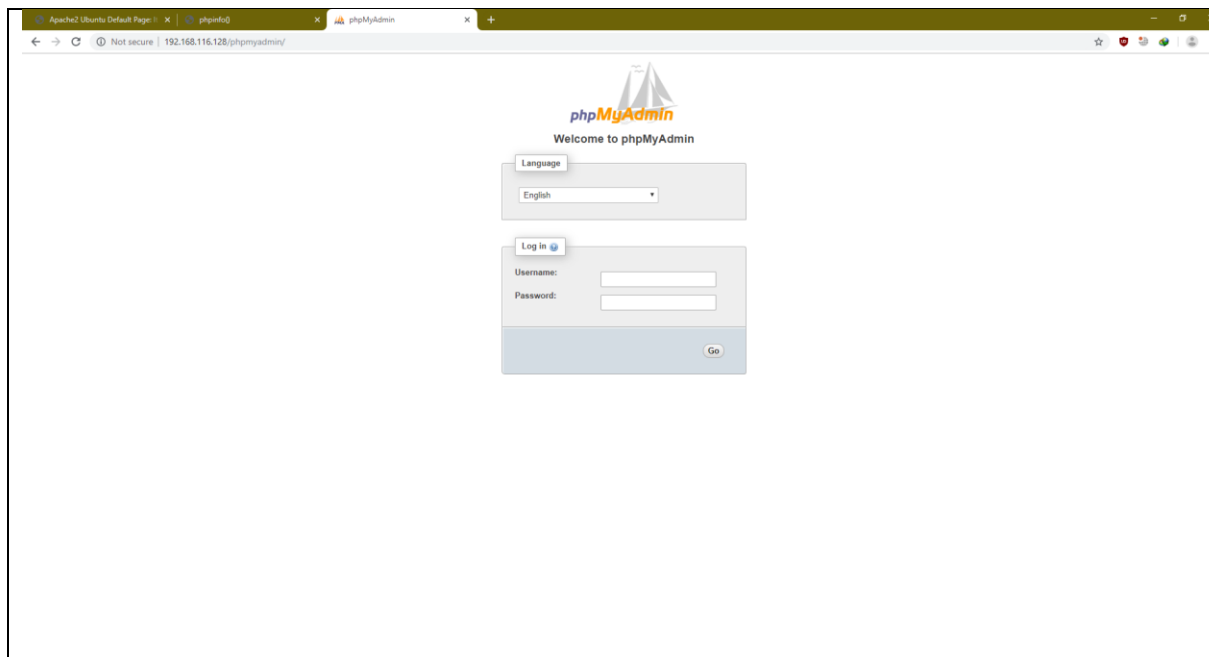 Apache2 Ubuntu Default Page: phpinfo() phpMyAdmin
Not secure | 192.168.116.128/phpmyadmin/
phpMyAdmin
Welcome to phpMyAdmin
Language
English
Log in
Username:
Password:
Go